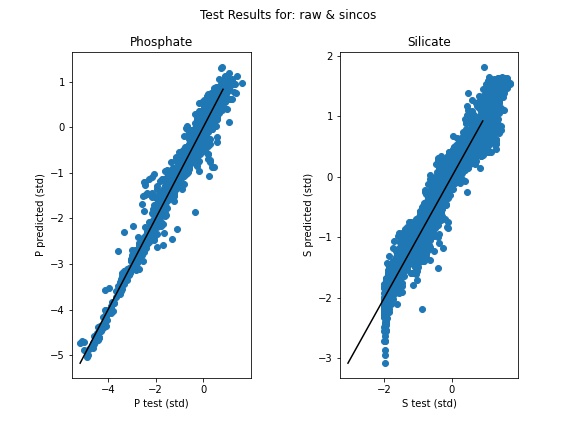 Test Results for: raw & sincos
Phosphate
Silicate
P predicted (std)
1
0
−1
−2
−3
−4
−5
−4
−2
0
P test (std)
S predicted (std)
2
1
0
−1
−2
−3
−2
0
S test (std)